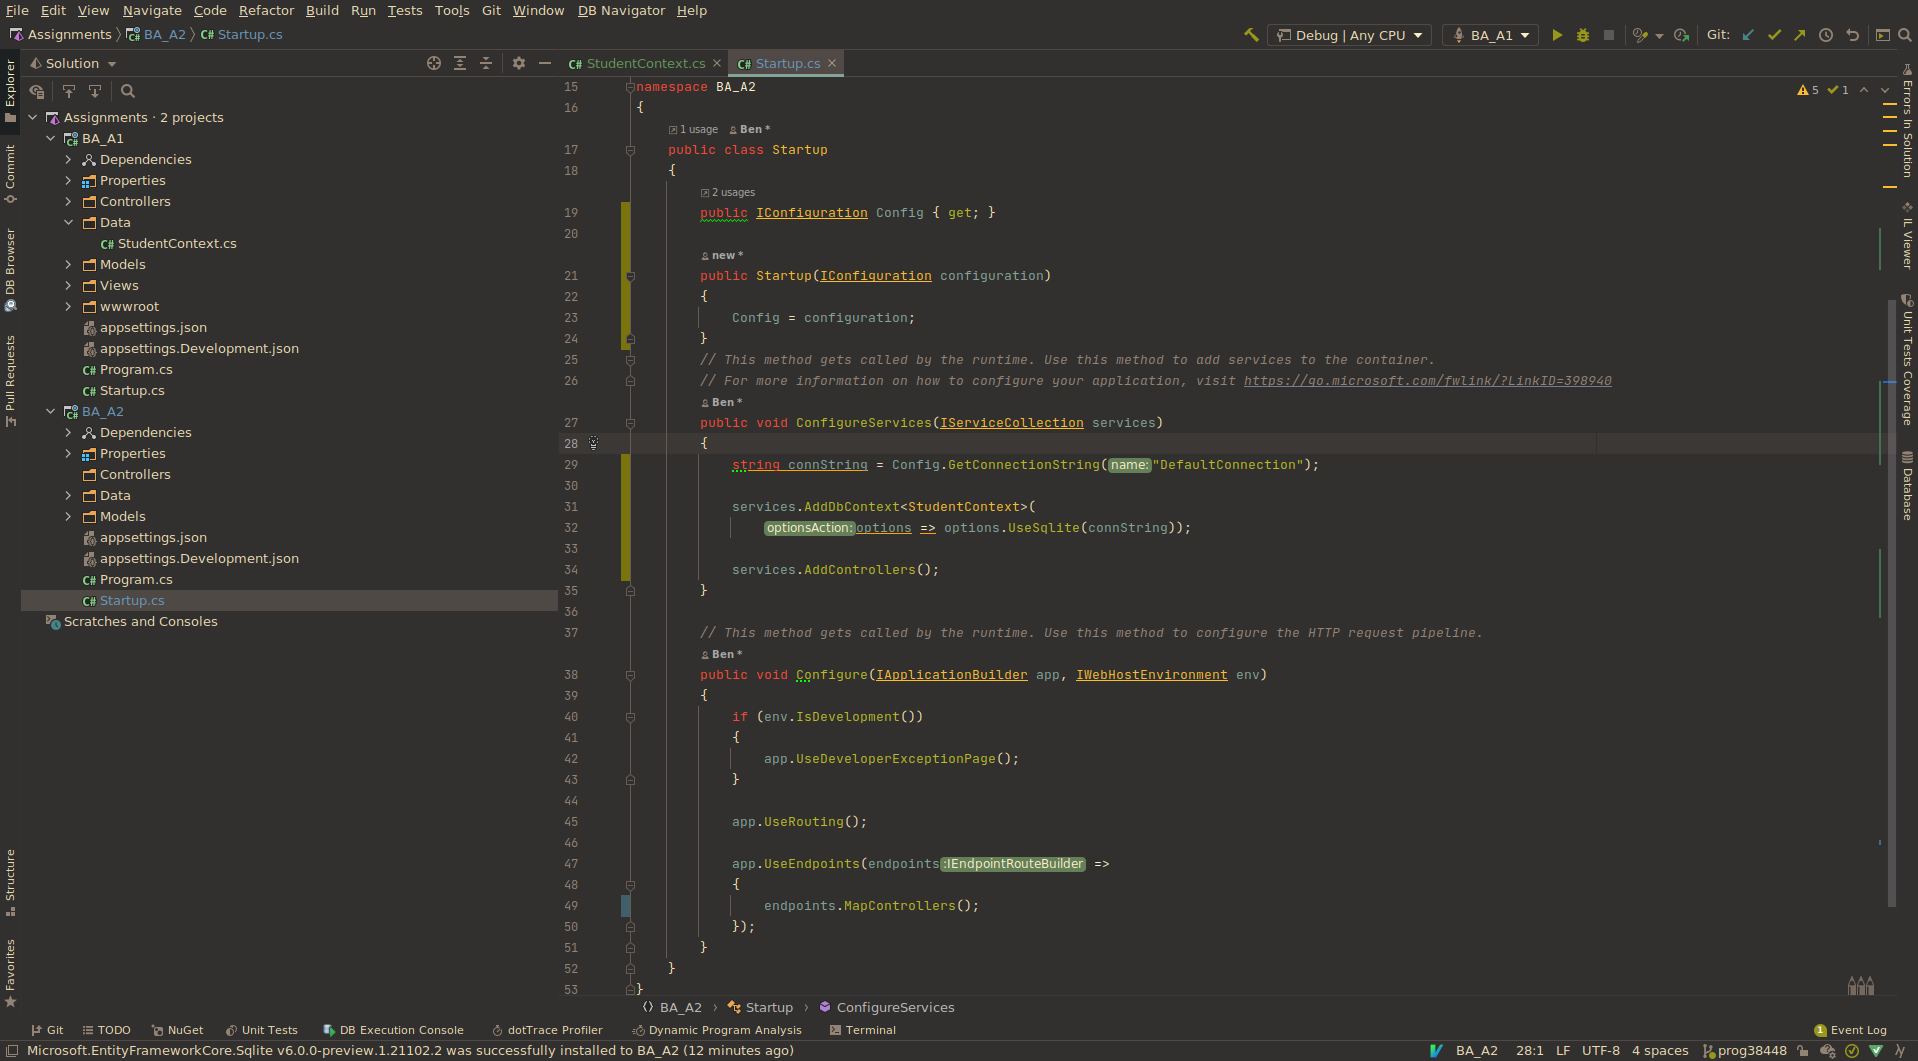 File Edit View Navigate Code Refactor Build Run Tests Tools Git Window DB Navigator Help
Assignments BA_A2 C# Startup.cs Debug | Any CPU BA_A1 Git:
Solution C# StudentContext.cs C# Startup.cs
Explorer
Commit
DB Browser
Pull Requests
Structure
Favorites
Assignments · 2 projects
BA_A1
Dependencies
Properties
Controllers
Data
C# StudentContext.cs
Models
Views
wwwroot
appsettings.json
appsettings.Development.json
C# Program.cs
C# Startup.cs
BA_A2
Dependencies
Properties
Controllers
Data
Models
appsettings.json
appsettings.Development.json
C# Program.cs
C# Startup.cs
Scratches and Consoles
15 namespace BA_A2
5 1
16 {
1 usage Ben *
17 public class Startup
18 {
2 usages
19 public IConfiguration Config { get; }
20
new *
21 public Startup(IConfiguration configuration)
22 {
23 Config = configuration;
24 }
25 // This method gets called by the runtime. Use this method to add services to the container.
26 // For more information on how to configure your application, visit https://go.microsoft.com/fwlink/?LinkID=398940
Ben *
27 public void ConfigureServices(IServiceCollection services)
28 {
29 string connString = Config.GetConnectionString(name: "DefaultConnection");
30
31 services.AddDbContext<StudentContext>(
32 optionsAction: options => options.UseSqlite(connString));
33
34 services.AddControllers();
35 }
36
37 // This method gets called by the runtime. Use this method to configure the HTTP request pipeline.
Ben *
38 public void Configure(IApplicationBuilder app, IWebHostEnvironment env)
39 {
40 if (env.IsDevelopment())
41 {
42 app.UseDeveloperExceptionPage();
43 }
44
45 app.UseRouting();
46
47 app.UseEndpoints(endpoints :IEndpointRouteBuilder =>
48 {
49 endpoints.MapControllers();
50 });
51 }
52 }
53 }
Errors In Solution
IL Viewer
Unit Tests Coverage
Database
BA_A2 Startup ConfigureServices
Git TODO NuGet Unit Tests DB Execution Console dotTrace Profiler Dynamic Program Analysis Terminal 1 Event Log
Microsoft.EntityFrameworkCore.Sqlite v6.0.0-preview.1.21102.2 was successfully installed to BA_A2 (12 minutes ago) BA_A2 28:1 LF UTF-8 4 spaces prog38448